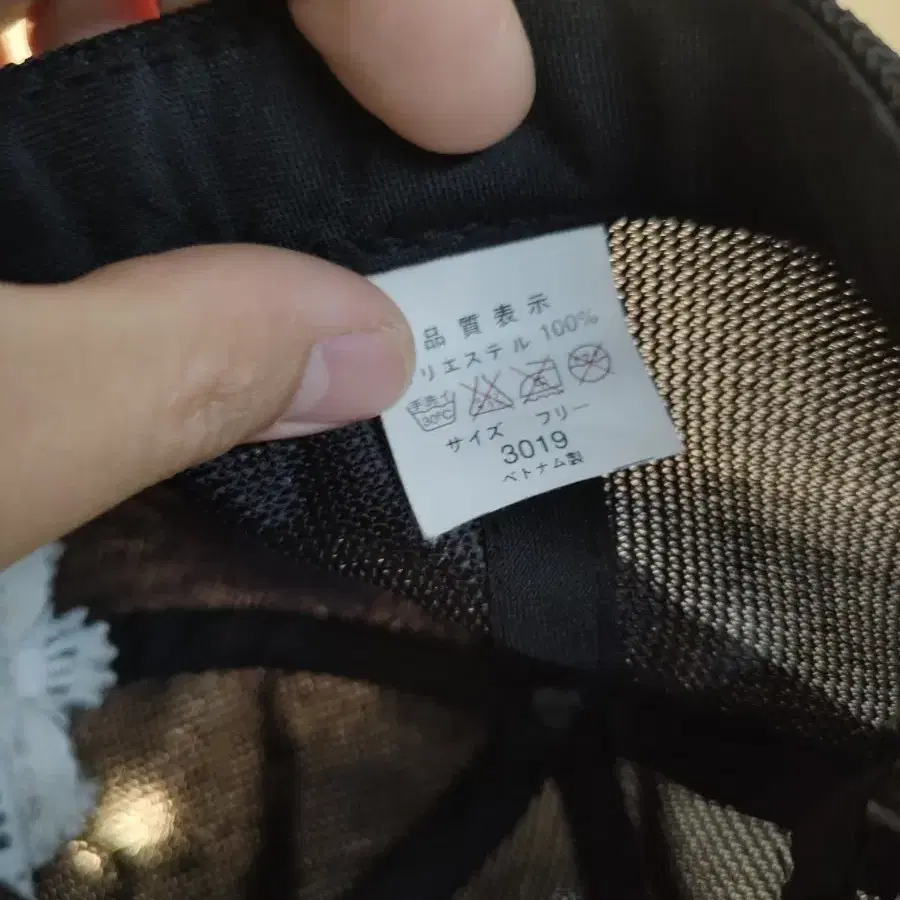 品質表示
リエステル 100%
手洗イ
30℃
サイズ フリー
3019
ベトナム製